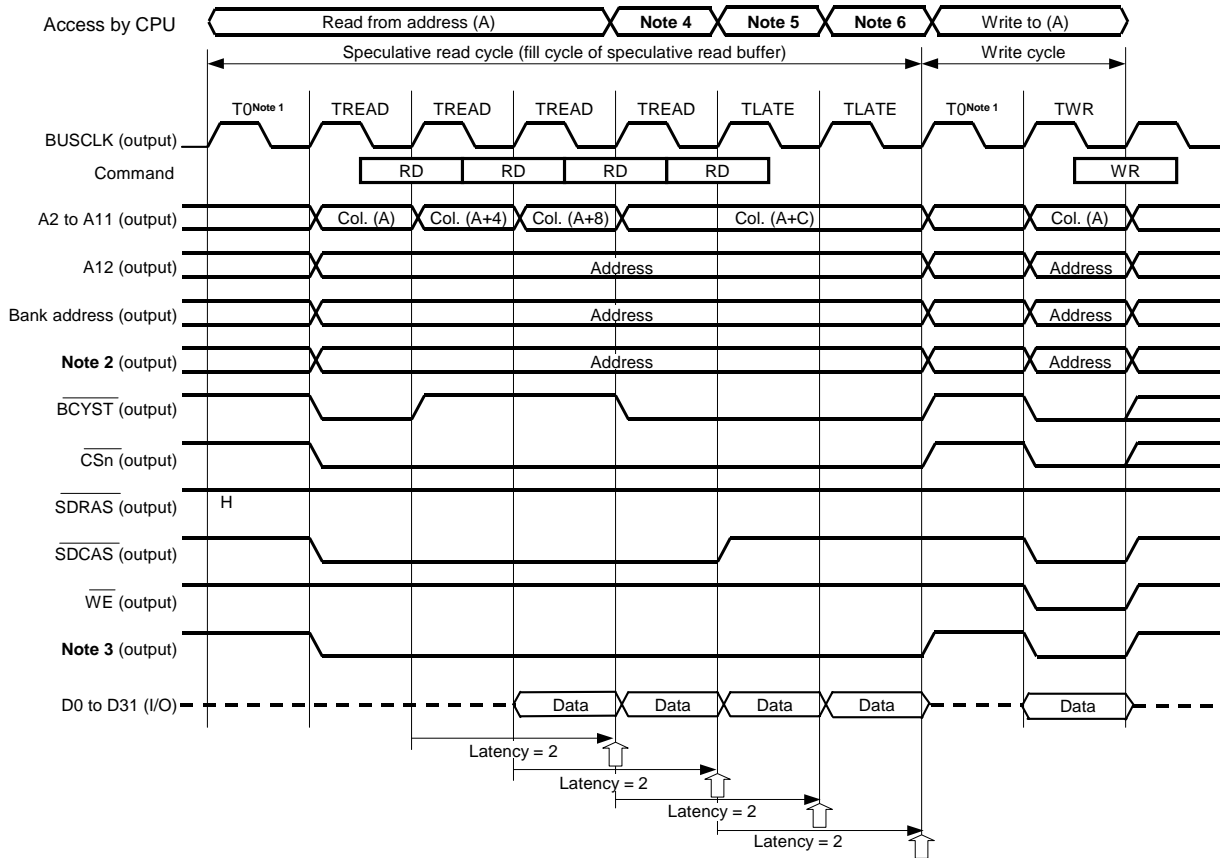 Access by CPU Read from address (A) Note 4 Note 5 Note 6 Write to (A)
Speculative read cycle (fill cycle of speculative read buffer) Write cycle
T0Note 1 TREAD TREAD TREAD TREAD TLATE TLATE T0Note 1 TWR
BUSCLK (output)
Command RD RD RD RD WR
A2 to A11 (output) Col. (A) Col. (A+4) Col. (A+8) Col. (A+C) Col. (A)
A12 (output) Address Address
Bank address (output) Address Address
Note 2 (output) Address Address
BCYST (output)
CSn (output)
SDRAS (output) H
SDCAS (output)
WE (output)
Note 3 (output)
D0 to D31 (I/O) Data Data Data Data Data
Latency = 2
Latency = 2
Latency = 2
Latency = 2